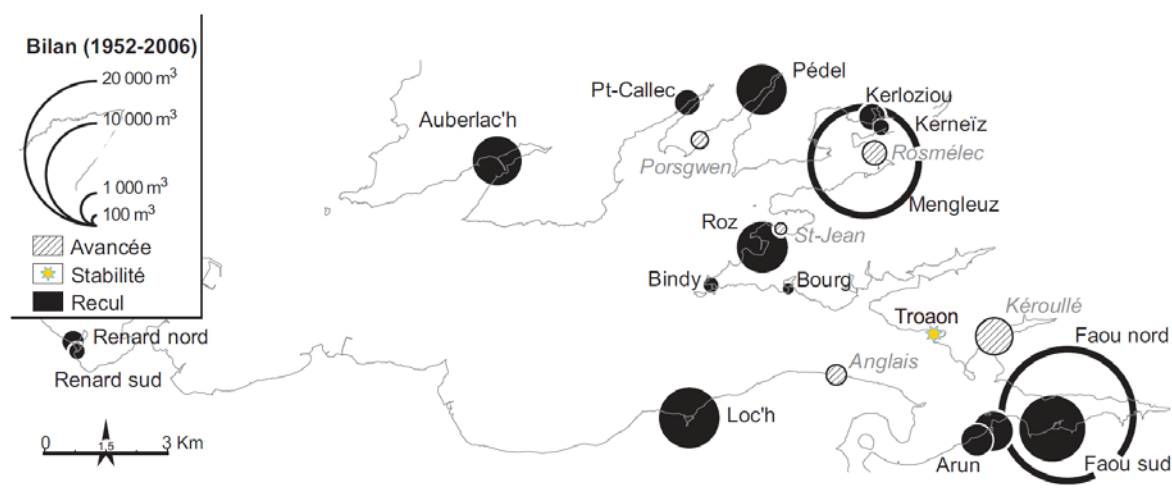 Bilan (1952-2006)
20 000 m³
10 000 m³
1 000 m³
100 m³
Avancée
Stabilité
Recul
Pédel
Pt-Callec
Kerloziou
Auberlac'h
Kerneïz
Porsgwen
Rosmélec
Mengleuz
Roz
St-Jean
Bindy
Bourg
Kéroullé
Troaon
Renard nord
Faou nord
Anglais
Renard sud
Loc'h
0 1,5 3 Km
Arun
Faou sud